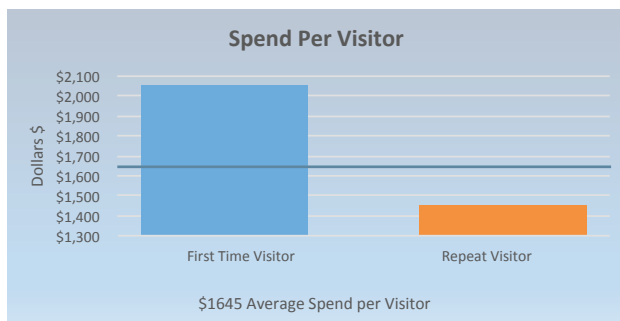 Spend Per Visitor
$2,100
$2,000
$1,900
$1,800
$1,700
$1,600
$1,500
$1,400
$1,300
Dollars $
First Time Visitor
Repeat Visitor
$1645 Average Spend per Visitor